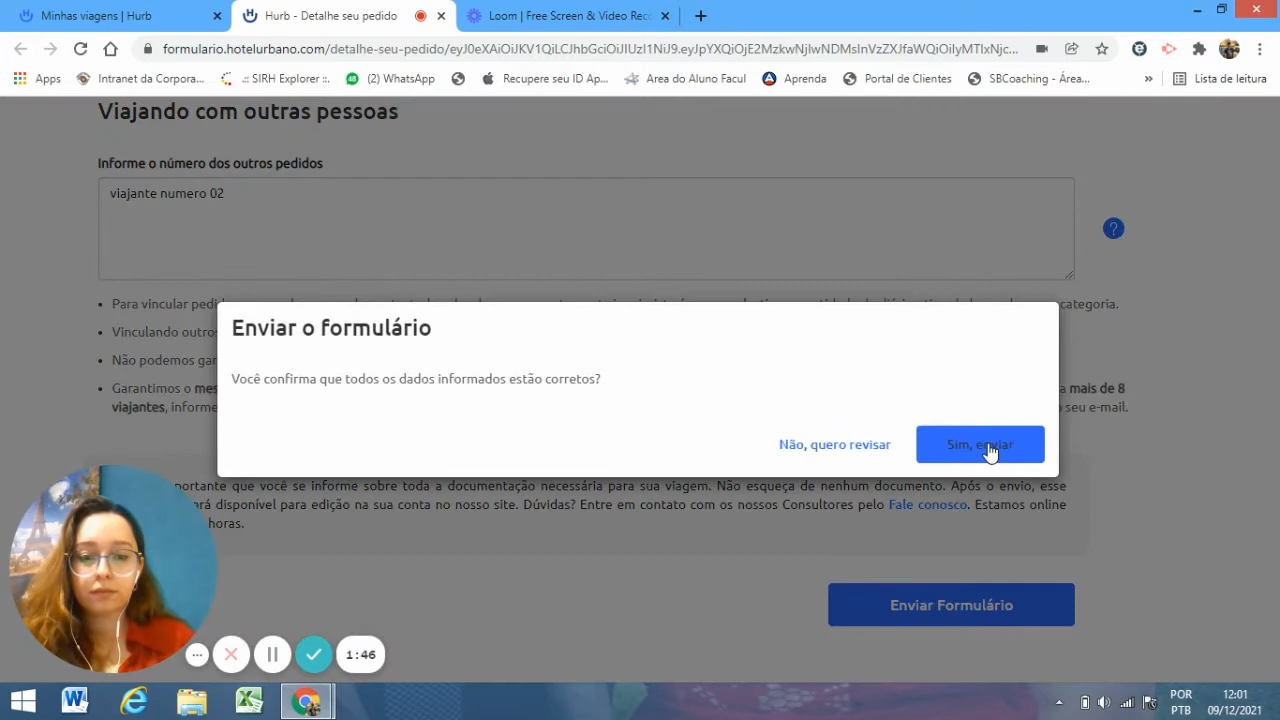 Minhas viagens | Hurb
Hurb - Detalhe seu pedido
Loom | Free Screen & Video Rec
formulario.hotelurbano.com/detalhe-seu-pedido/eyJ0eXAiOiJKV1QiLCJhbGciOiJIUzI1NiJ9.eyJpYXQiOjE2MzkwNjIwNDMsInVzZXJfaWQiOiIyMTIxNjc...
Apps
Intranet da Corpora...
.:: SIRH Explorer ::.
(2) WhatsApp
Recupere seu ID Ap...
Area do Aluno Facul
Aprenda
Portal de Clientes
SBCoaching - Área...
»
Lista de leitura
Viajando com outras pessoas
Informe o número dos outros pedidos
viajante numero 02
?
Para vincular pedi
categoria.
Vinculando outros
Não podemos gar
Garantimos o mes
a mais de 8
viajantes, informe
seu e-mail.
Enviar o formulário
Você confirma que todos os dados informados estão corretos?
Não, quero revisar
Sim, enviar
portante que você se informe sobre toda a documentação necessária para sua viagem. Não esqueça de nenhum documento. Após o envio, esse
rá disponível para edição na sua conta no nosso site. Dúvidas? Entre em contato com os nossos Consultores pelo Fale conosco. Estamos online
horas.
Enviar Formulário
1:46
POR
PTB
12:01
09/12/2021